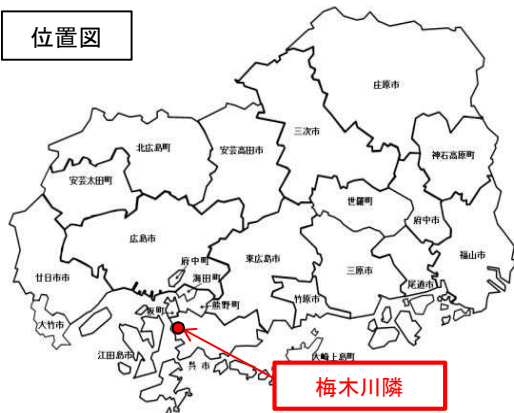 位置図
庄原市
三次市
北広島町
安芸高田市
神石高原町
安芸太田町
世羅町
府中市
広島市
府中町
東広島市
三原市
福山市
廿日市市
海田町
尾道市
竹原市
熊野町
坂町
大竹市
江田島市
大崎上島町
呉市
梅木川隣